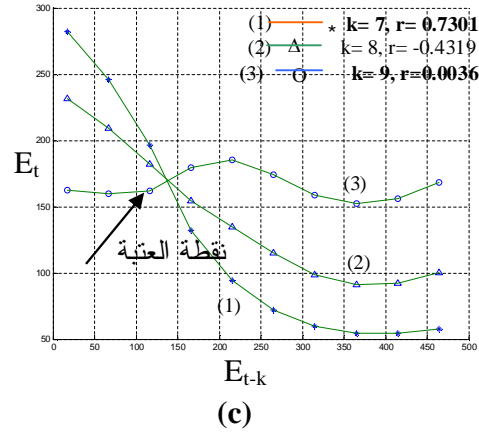 (1) * k= 7, r= 0.7301
(2) Δ k= 8, r= -0.4319
(3) O k= 9, r=0.0036
300
250
200
150
100
50
E_t
نقطة العتبة
(1)
(2)
(3)
0 50 100 150 200 250 300 350 400 450 500
E_{t-k}
(c)